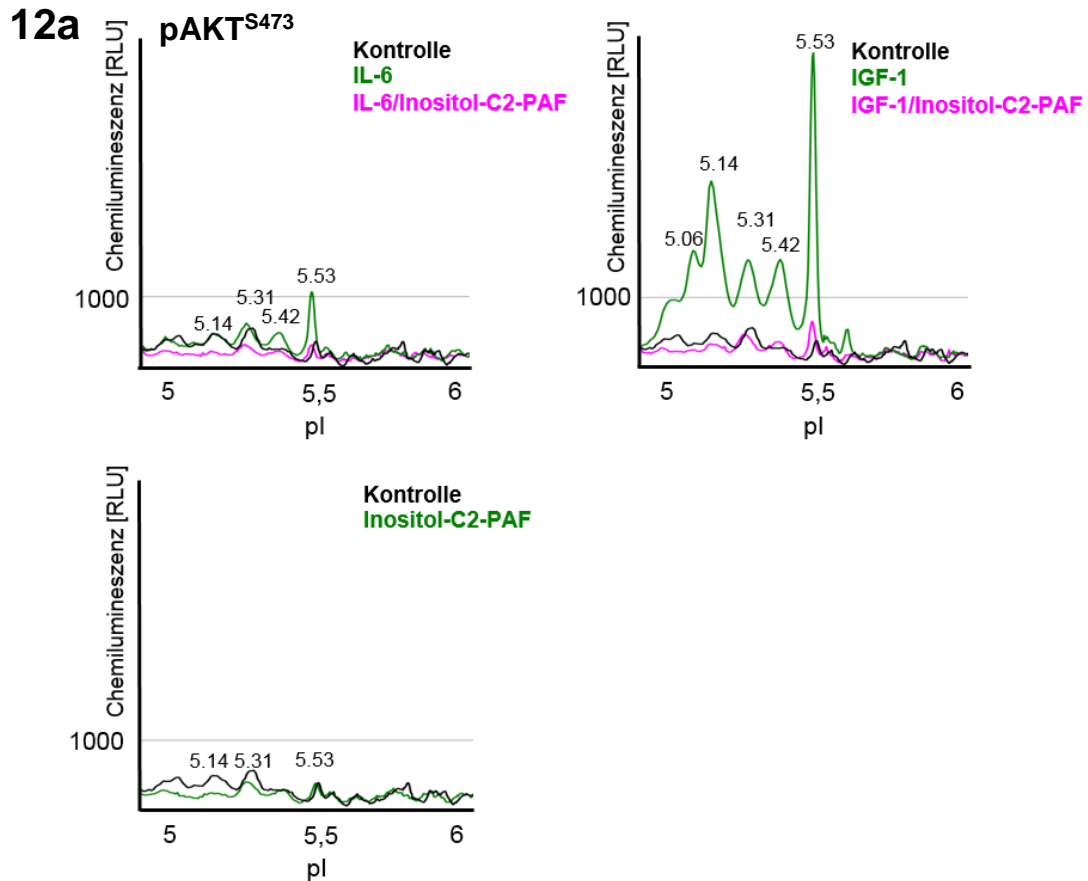 12a
pAKTS473
Chemilumineszenz [RLU]
Kontrolle
IL-6
IL-6/Inositol-C2-PAF
5.14
5.31
5.42
5.53
1000
5
5,5
6
pI
Chemilumineszenz [RLU]
Kontrolle
IGF-1
IGF-1/Inositol-C2-PAF
5.06
5.14
5.31
5.42
5.53
1000
5
5,5
6
pI
Chemilumineszenz [RLU]
Kontrolle
Inositol-C2-PAF
5.14 5.31 5.53
1000
5
5,5
6
pI